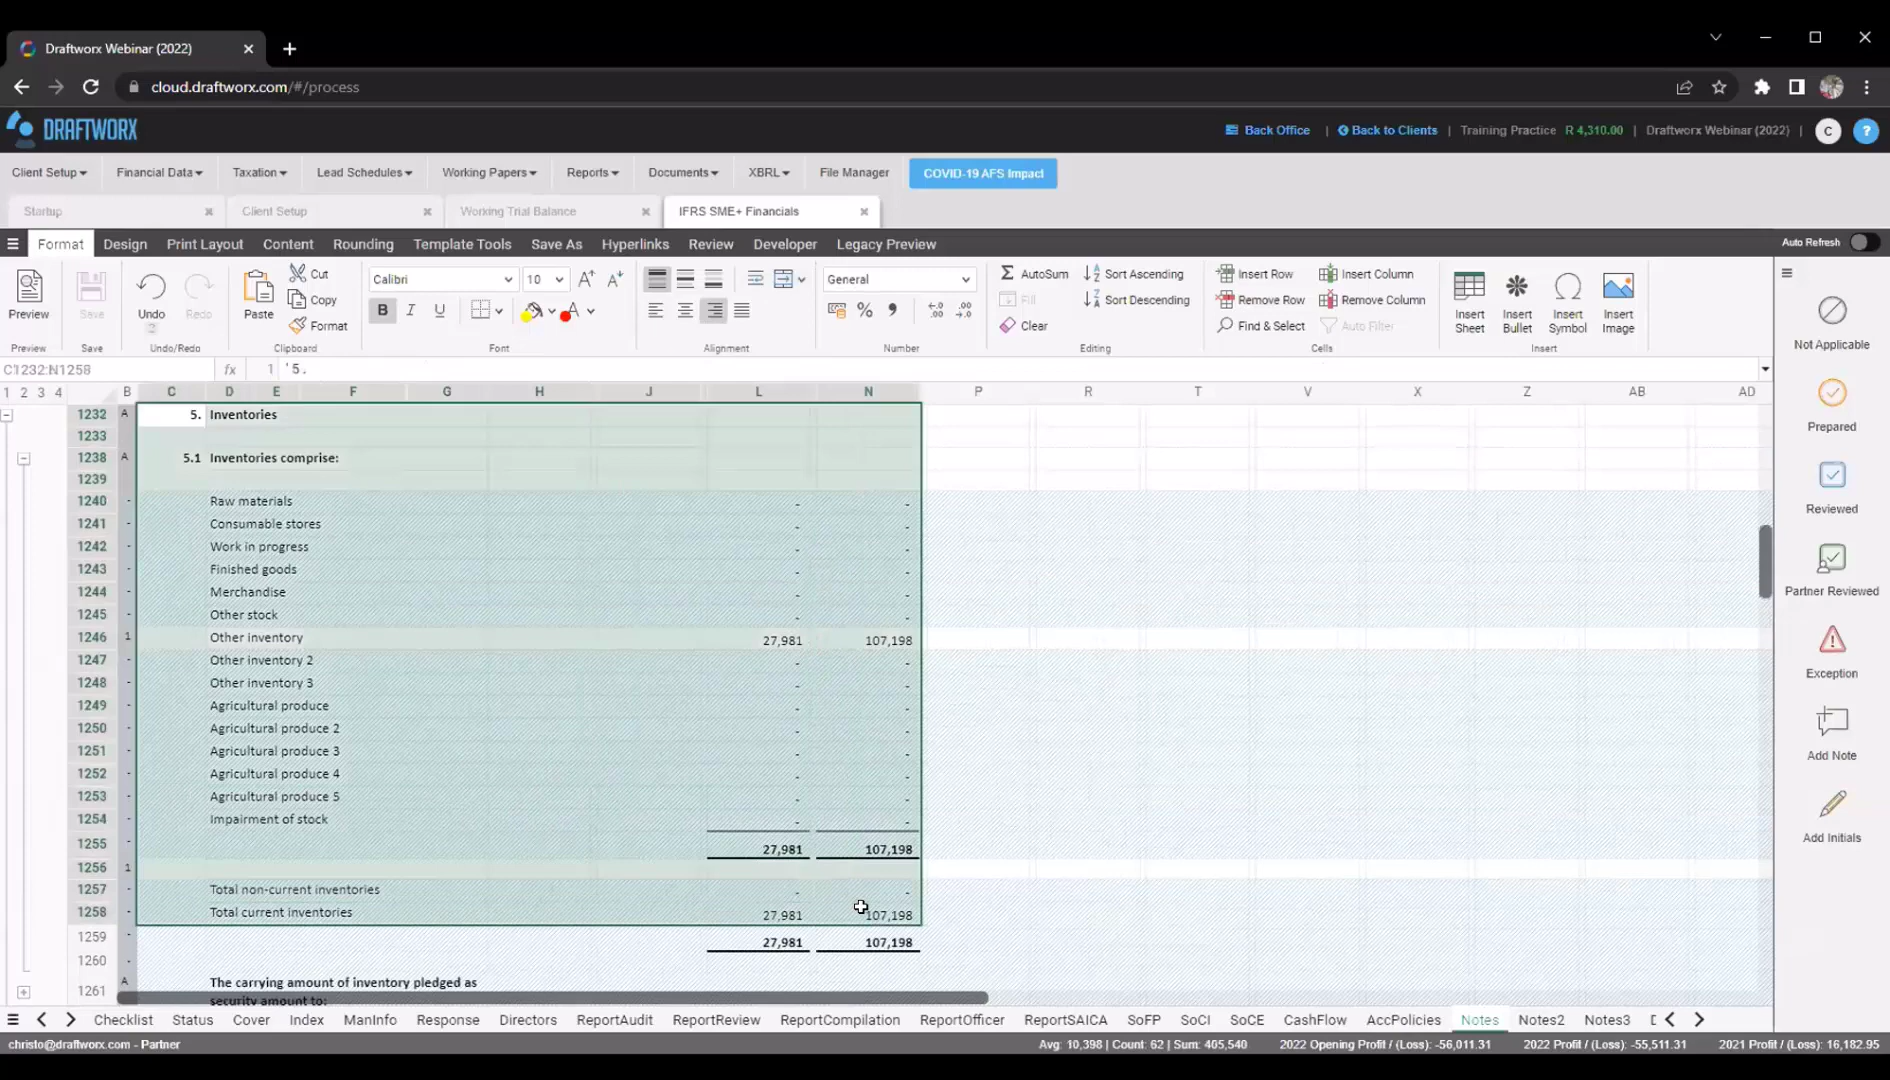 Draftworx Webinar (2022)
cloud.draftworx.com/#/process
DRAFTWORX
Back Office | Back to Clients | Training Practice R 4,310.00 | Draftworx Webinar (2022) | C ?
Client Setup Financial Data Taxation Lead Schedules Working Papers Reports Documents XBRL File Manager COVID-19 AFS Impact
Startup Client Setup Working Trial Balance IFRS SME+ Financials
Format Design Print Layout Content Rounding Template Tools Save As Hyperlinks Review Developer Legacy Preview Auto Refresh
Preview Save Undo 2 Redo Paste Cut Copy Format
Calibri 10 A A B I U A General % ,
AutoSum Fill Clear Sort Ascending Sort Descending
Insert Row Remove Row Find & Select Insert Column Remove Column Auto Filter
Insert Sheet Insert Bullet Insert Symbol Insert Image
Preview Save Undo/Redo Clipboard Font Alignment Number Editing Cells Insert
C1232:N1258 fx 1 '5.
1 2 3 4 B C D E F G H J L N P R T V X Z AB AD
1232 A 5. Inventories
1233
1238 A 5.1 Inventories comprise:
1239
1240 - Raw materials - -
1241 - Consumable stores - -
1242 - Work in progress - -
1243 - Finished goods - -
1244 - Merchandise - -
1245 - Other stock - -
1246 1 Other inventory 27,981 107,198
1247 - Other inventory 2 - -
1248 - Other inventory 3 - -
1249 - Agricultural produce - -
1250 - Agricultural produce 2 - -
1251 - Agricultural produce 3 - -
1252 - Agricultural produce 4 - -
1253 - Agricultural produce 5 - -
1254 - Impairment of stock - -
1255 - 27,981 107,198
1256 1
1257 - Total non-current inventories - -
1258 - Total current inventories 27,981 107,198
1259 - 27,981 107,198
1260 -
1261 A The carrying amount of inventory pledged as
security amount to:
Not Applicable
Prepared
Reviewed
Partner Reviewed
Exception
Add Note
Add Initials
Checklist Status Cover Index ManInfo Response Directors ReportAudit ReportReview ReportCompilation ReportOfficer ReportSAICA SoFP SoCI SoCE CashFlow AccPolicies Notes Notes2 Notes3
christo@draftworx.com - Partner Avg: 10,398 | Count: 62 | Sum: 405,540 2022 Opening Profit / (Loss): -56,011.31 2022 Profit / (Loss): -55,511.31 2021 Profit / (Loss): 16,182.95